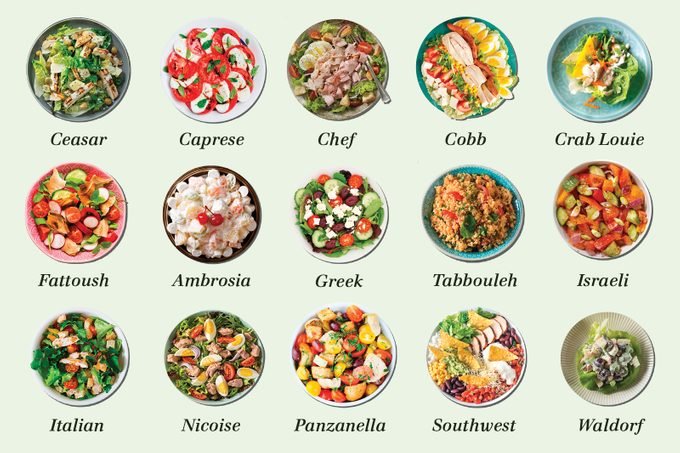 Ceasar
Caprese
Chef
Cobb
Crab Louie
Fattoush
Ambrosia
Greek
Tabbouleh
Israeli
Italian
Nicoise
Panzanella
Southwest
Waldorf